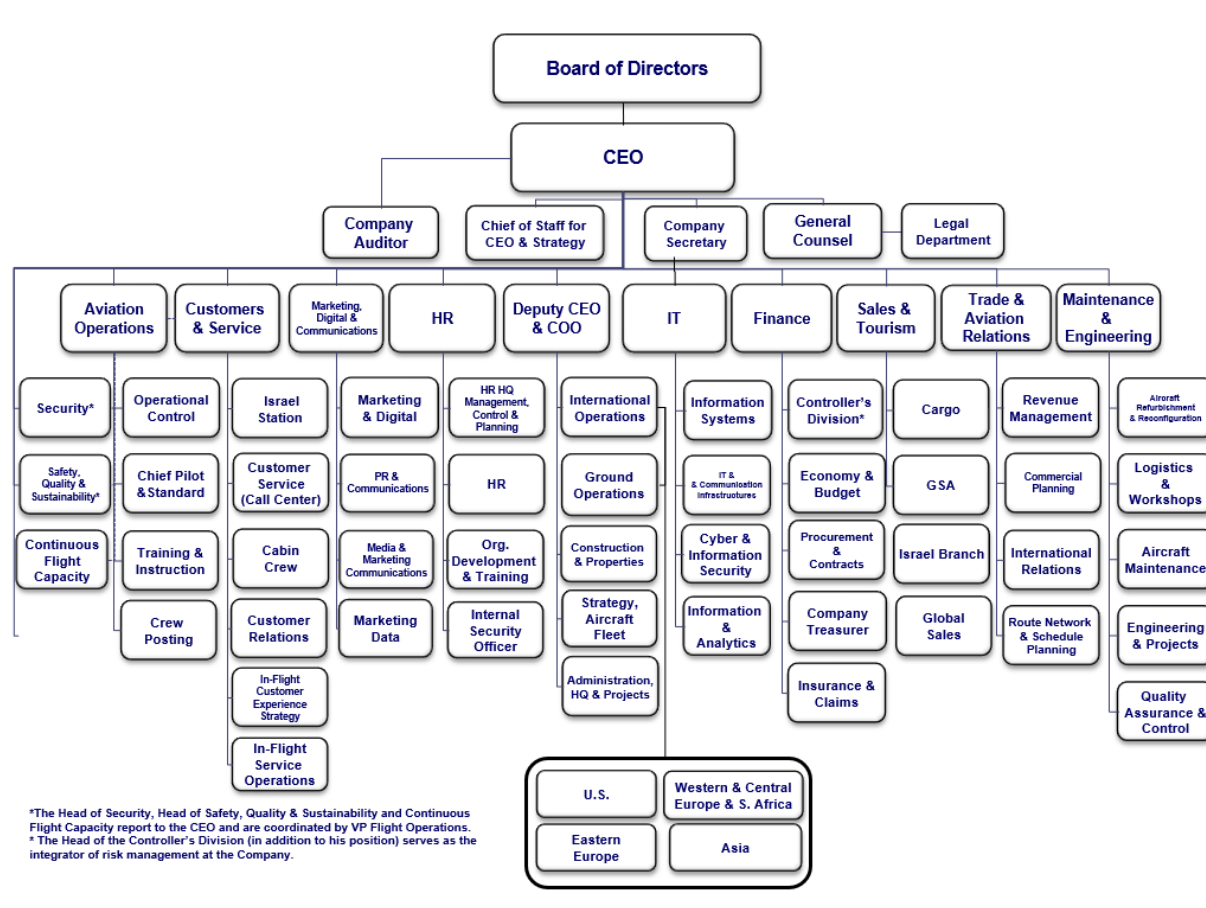 Board of Directors
CEO
Company
Auditor
Chief of Staff for
CEO & Strategy
Company
Secretary
General
Counsel
Legal
Department
Aviation
Operations
Customers
& Service
Marketing,
Digital &
Communications
HR
Deputy CEO
& COO
IT
Finance
Sales &
Tourism
Trade &
Aviation
Relations
Maintenance
&
Engineering
Security*
Operational
Control
Israel
Station
Marketing
& Digital
HR HQ
Management,
Control &
Planning
International
Operations
Information
Systems
Controller's
Division*
Cargo
Revenue
Management
Aircraft
Refurbishment
& Reconfiguration
Safety,
Quality &
Sustainability*
Chief Pilot
&Standard
Customer
Service
(Call Center)
PR &
Communications
HR
Ground
Operations
IT &
& Communication
Infrastructures
Economy &
Budget
GSA
Commercial
Planning
Logistics
&
Workshops
Continuous
Flight
Capacity
Training &
Instruction
Cabin
Crew
Media &
Marketing
Communications
Org.
Development
& Training
Construction
& Properties
Cyber &
Information
Security
Procurement
&
Contracts
Israel Branch
International
Relations
Aircraft
Maintenance
Crew
Posting
Customer
Relations
Marketing
Data
Internal
Security
Officer
Strategy,
Aircraft
Fleet
Information
&
Analytics
Company
Treasurer
Global
Sales
Route Network
& Schedule
Planning
Engineering
& Projects
In-Flight
Customer
Experience
Strategy
Administration,
HQ & Projects
Insurance &
Claims
Quality
Assurance &
Control
In-Flight
Service
Operations
U.S.
Western & Central
Europe & S. Africa
Eastern
Europe
Asia
*The Head of Security, Head of Safety, Quality & Sustainability and Continuous
Flight Capacity report to the CEO and are coordinated by VP Flight Operations.
* The Head of the Controller's Division (in addition to his position) serves as the
integrator of risk management at the Company.